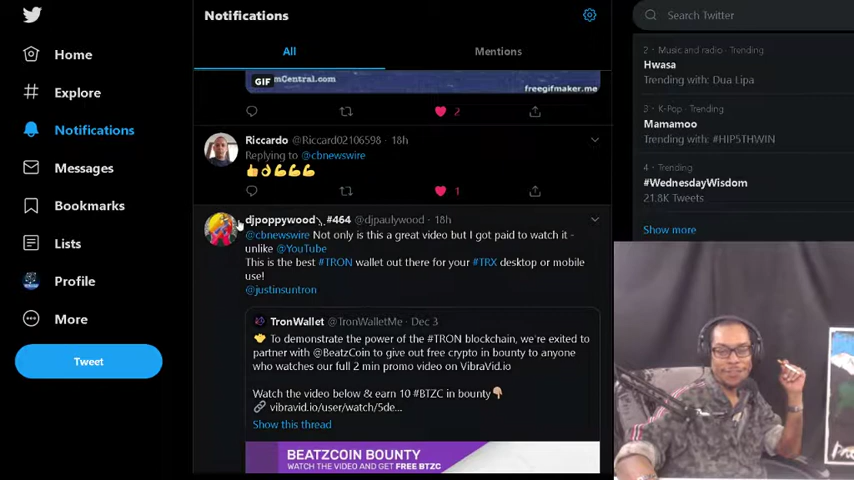 Notifications
Search Twitter
Home
All
Mentions
2 · Music and radio · Trending
Hwasa
Trending with: Dua Lipa
GIF
mCentral.com
freegifmaker.me
Explore
2
3 · K-Pop · Trending
Mamamoo
Trending with: #HIP5THWIN
Notifications
Riccardo @Riccard02106598 · 18h
Replying to @cbnewswire
👍👌💪💪💪💪
Messages
1
4 · Trending
#WednesdayWisdom
21.8K Tweets
Show more
Bookmarks
djpoppywood #464 @djpaulywood · 18h
@cbnewswire Not only is this a great video but I got paid to watch it -
unlike @YouTube
This is the best #TRON wallet out there for your #TRX desktop or mobile
use!
@justinsuntron
Lists
Profile
More
Tweet
TronWallet @TronWalletMe · Dec 3
To demonstrate the power of the #TRON blockchain, we're exited to
partner with @BeatzCoin to give out free crypto in bounty to anyone
who watches our full 2 min promo video on VibraVid.io
Watch the video below & earn 10 #BTZC in bounty👇🏼
🔗 vibravid.io/user/watch/5de...
Show this thread
BEATZCOIN BOUNTY
WATCH THE VIDEO AND GET FREE BTZC